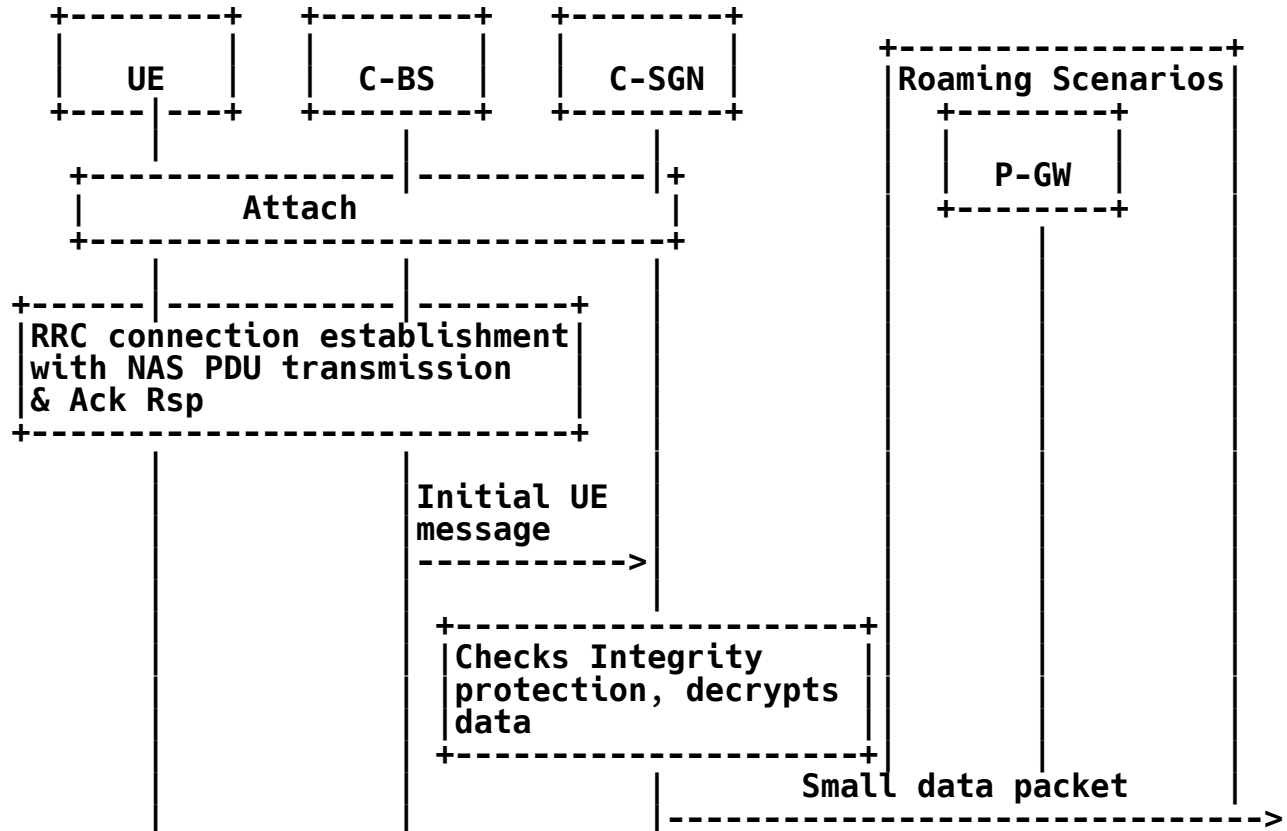 UE C-BS C-SGN
Roaming Scenarios
P-GW
Attach
RRC connection establishment
with NAS PDU transmission
& Ack Rsp
Initial UE
message
Checks Integrity
protection, decrypts
data
Small data packet